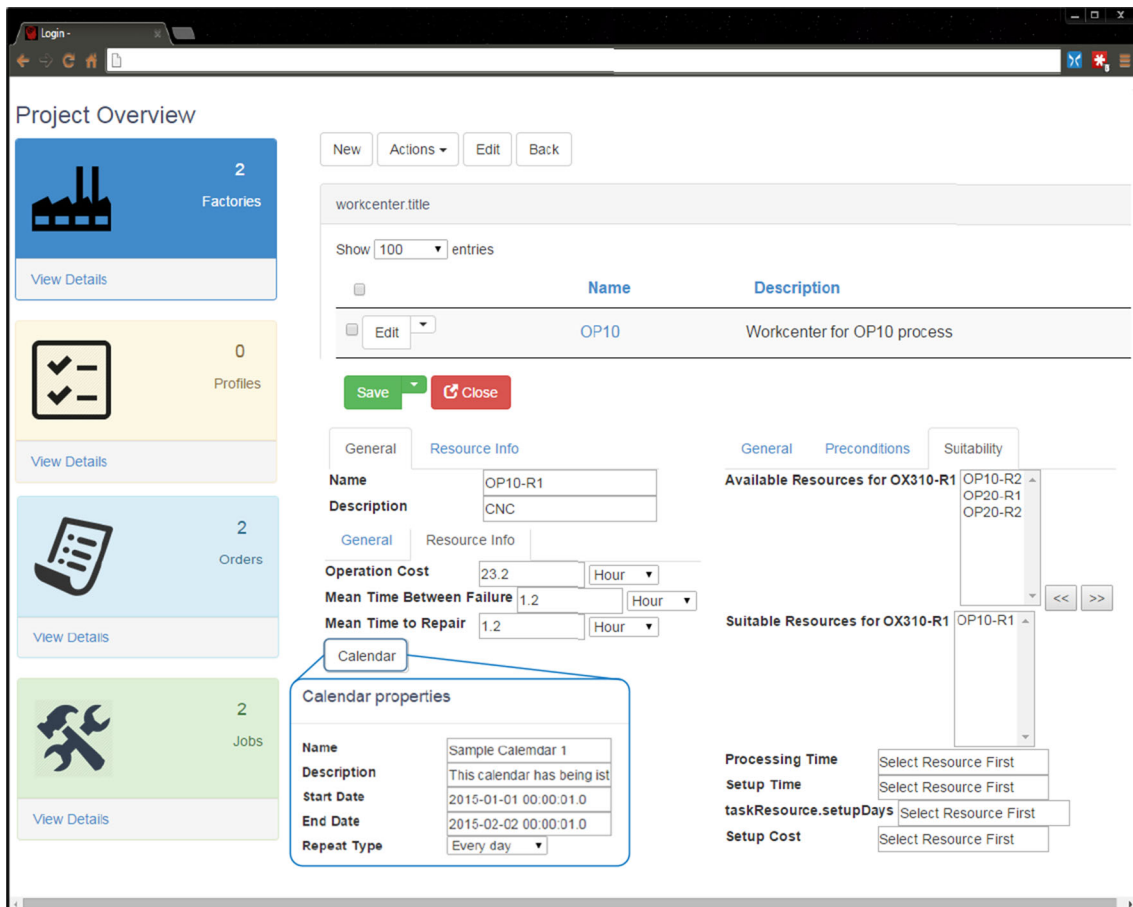 Login -
Project Overview
2
Factories
View Details
0
Profiles
View Details
2
Orders
View Details
2
Jobs
View Details
New Actions Edit Back
workcenter.title
Show 100 entries
Name Description
Edit OP10 Workcenter for OP10 process
Save Close
General Resource Info
Name OP10-R1
Description CNC
General Resource Info
Operation Cost 23.2 Hour
Mean Time Between Failure 1.2 Hour
Mean Time to Repair 1.2 Hour
Calendar
Calendar properties
Name Sample Calemdar 1
Description This calendar has being ist
Start Date 2015-01-01 00:00:01.0
End Date 2015-02-02 00:00:01.0
Repeat Type Every day
General Preconditions Suitability
Available Resources for OX310-R1 OP10-R2
OP20-R1
OP20-R2
<< >>
Suitable Resources for OX310-R1 OP10-R1
Processing Time Select Resource First
Setup Time Select Resource First
taskResource.setupDays Select Resource First
Setup Cost Select Resource First